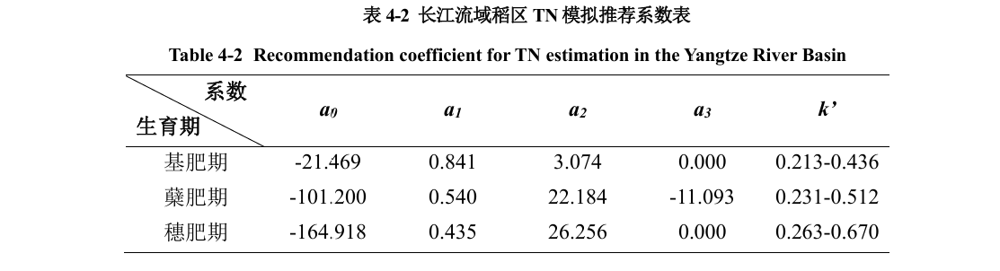 表 4-2 长江流域稻区 TN 模拟推荐系数表
Table 4-2 Recommendation coefficient for TN estimation in the Yangtze River Basin
系数
生育期 a0 a1 a2 a3 k’
基肥期 -21.469 0.841 3.074 0.000 0.213-0.436
蘖肥期 -101.200 0.540 22.184 -11.093 0.231-0.512
穗肥期 -164.918 0.435 26.256 0.000 0.263-0.670